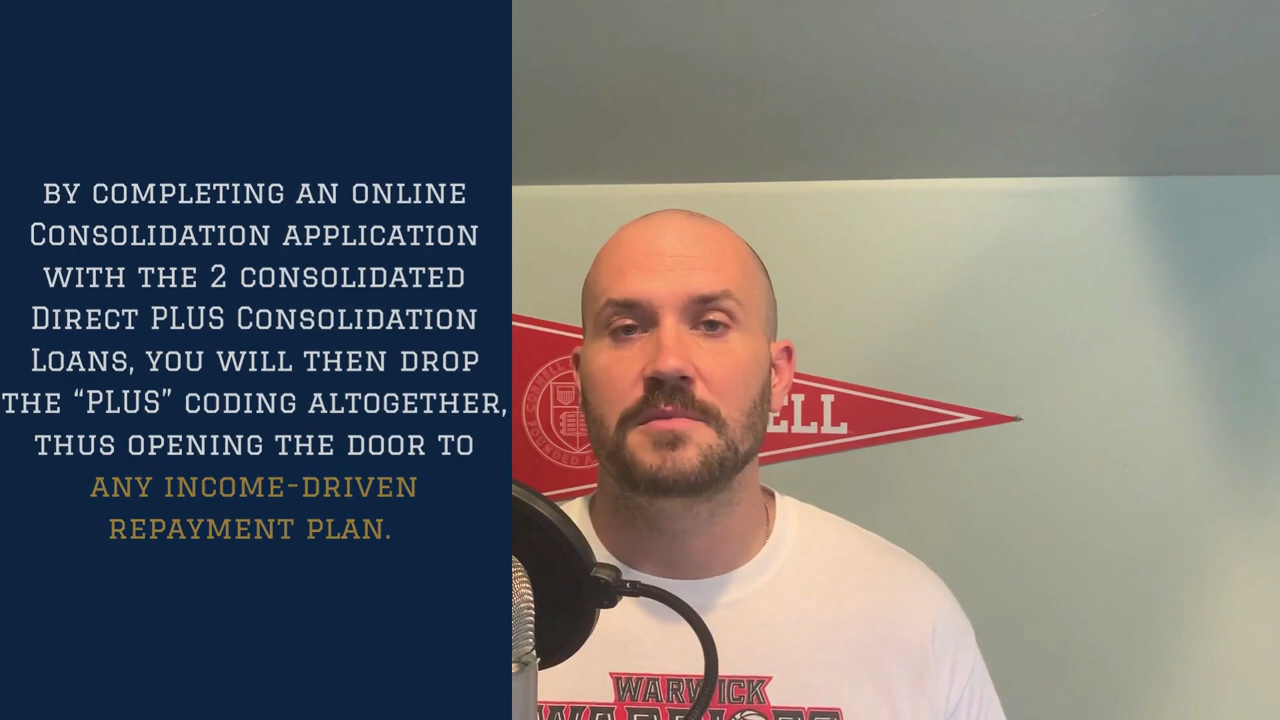 by completing an online
Consolidation application
with the 2 consolidated
Direct PLUS Consolidation
Loans, you will then drop
the “PLUS” coding altogether,
thus opening the door to
any income-driven
repayment plan.
ELL
WARWICK
WARRIORS